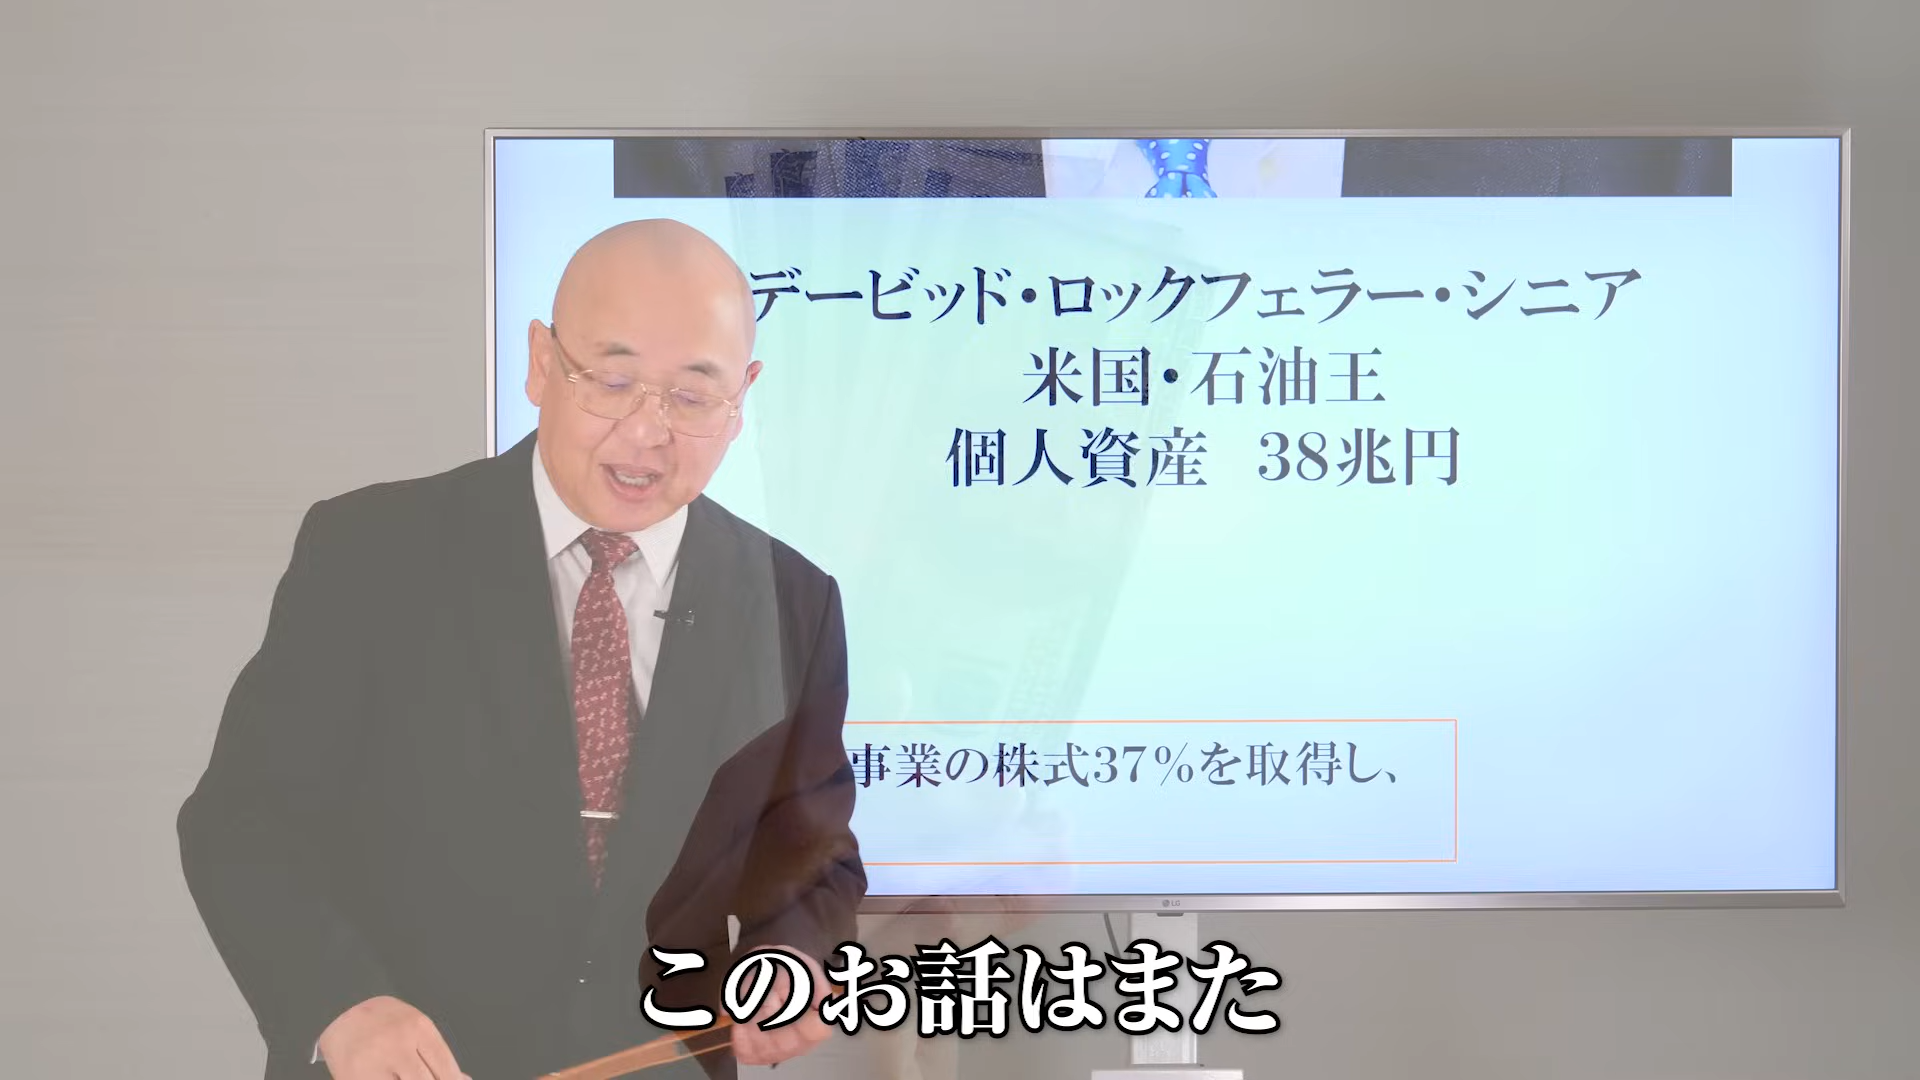 デービッド・ロックフェラー・シニア
米国・石油王
個人資産 38兆円
事業の株式37%を取得し、
LG
このお話はまた